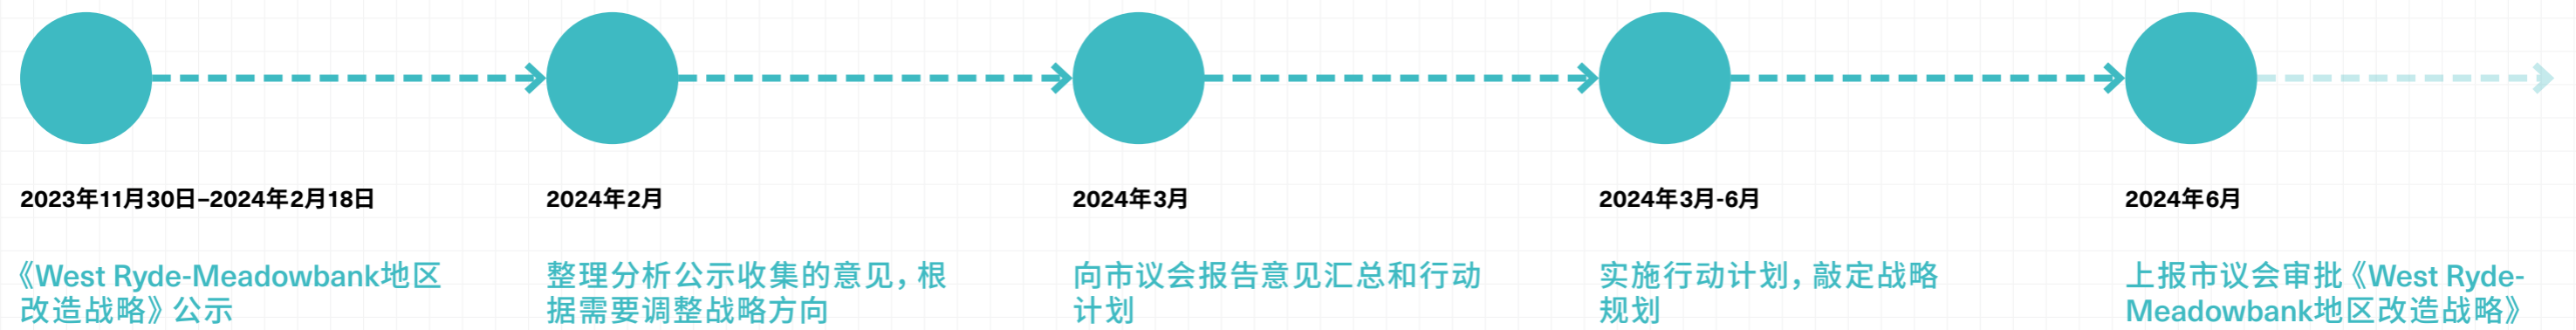 2023年11月30日–2024年2月18日
《West Ryde-Meadowbank地区
改造战略》公示
2024年2月
整理分析公示收集的意见，根
据需要调整战略方向
2024年3月
向市议会报告意见汇总和行动
计划
2024年3月-6月
实施行动计划，敲定战略
规划
2024年6月
上报市议会审批《West Ryde-
Meadowbank地区改造战略》